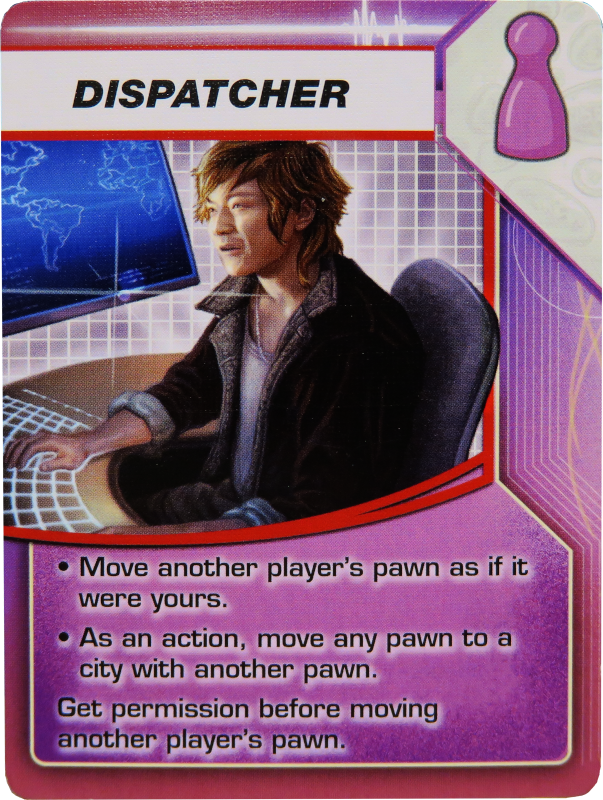 DISPATCHER
• Move another player's pawn as if it
were yours.
• As an action, move any pawn to a
city with another pawn.
Get permission before moving
another player's pawn.